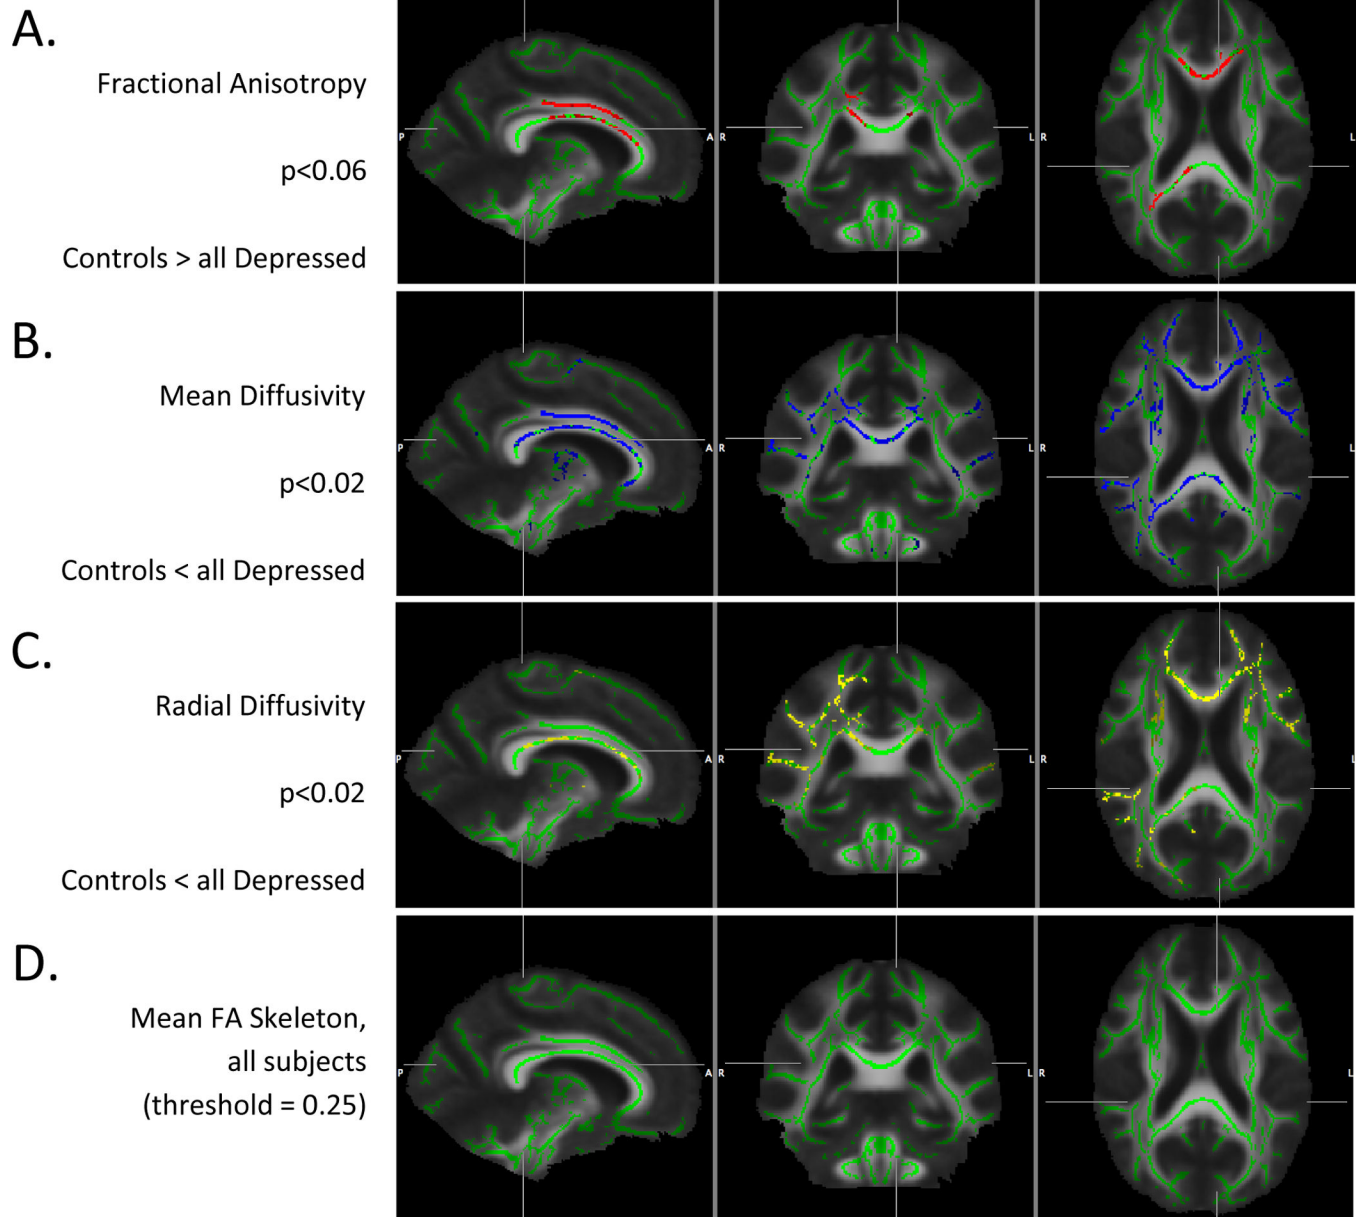 A.
Fractional Anisotropy
p<0.06
Controls > all Depressed
P A R L R L
B.
Mean Diffusivity
p<0.02
Controls < all Depressed
P A R L R L
C.
Radial Diffusivity
p<0.02
Controls < all Depressed
P A R L R L
D.
Mean FA Skeleton,
all subjects
(threshold = 0.25)
P A R L R L